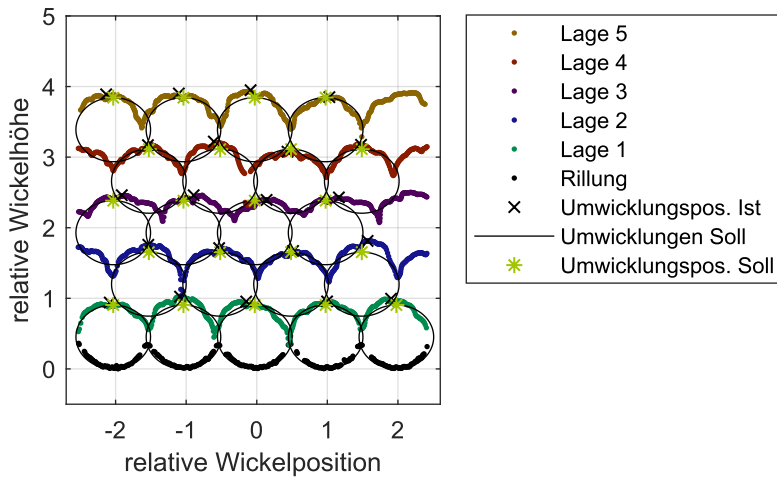 5
4
3
2
1
0
-2
-1
0
1
2
relative Wickelhöhe
relative Wickelposition
Lage 5
Lage 4
Lage 3
Lage 2
Lage 1
Rillung
Umwicklungspos. Ist
Umwicklungen Soll
Umwicklungspos. Soll